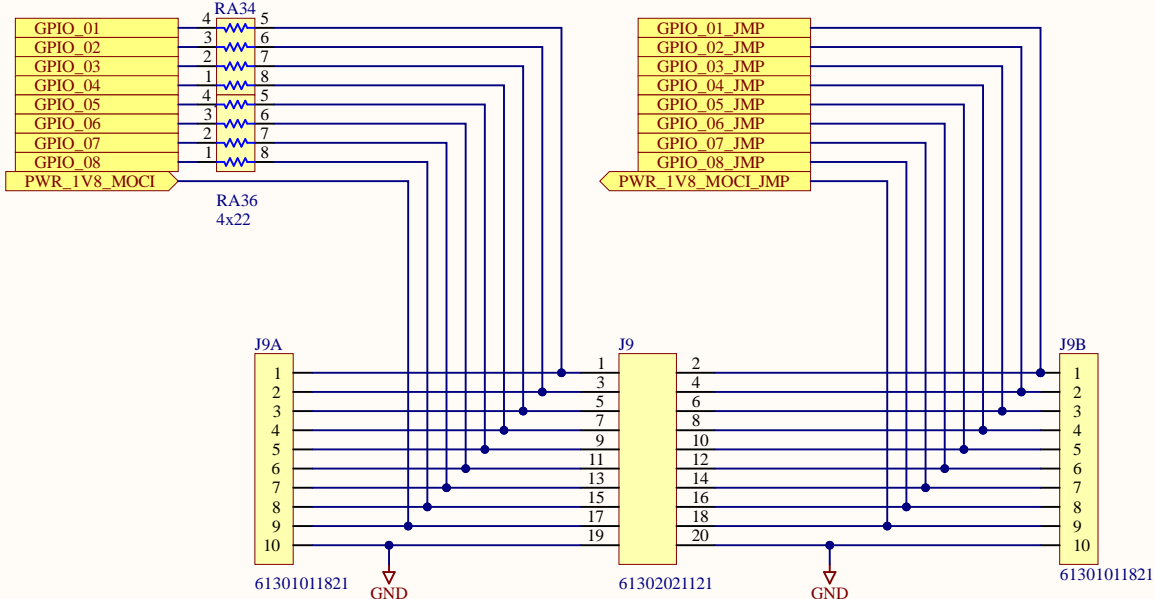 RA34
GPIO_01 4 5
GPIO_02 3 6
GPIO_03 2 7
GPIO_04 1 8
GPIO_05 4 5
GPIO_06 3 6
GPIO_07 2 7
GPIO_08 1 8
PWR_1V8_MOCI
RA36
4x22
GPIO_01_JMP
GPIO_02_JMP
GPIO_03_JMP
GPIO_04_JMP
GPIO_05_JMP
GPIO_06_JMP
GPIO_07_JMP
GPIO_08_JMP
PWR_1V8_MOCI_JMP
J9A
1
2
3
4
5
6
7
8
9
10
61301011821
GND
J9
1 2
3 4
5 6
7 8
9 10
11 12
13 14
15 16
17 18
19 20
61302021121
GND
J9B
1
2
3
4
5
6
7
8
9
10
61301011821